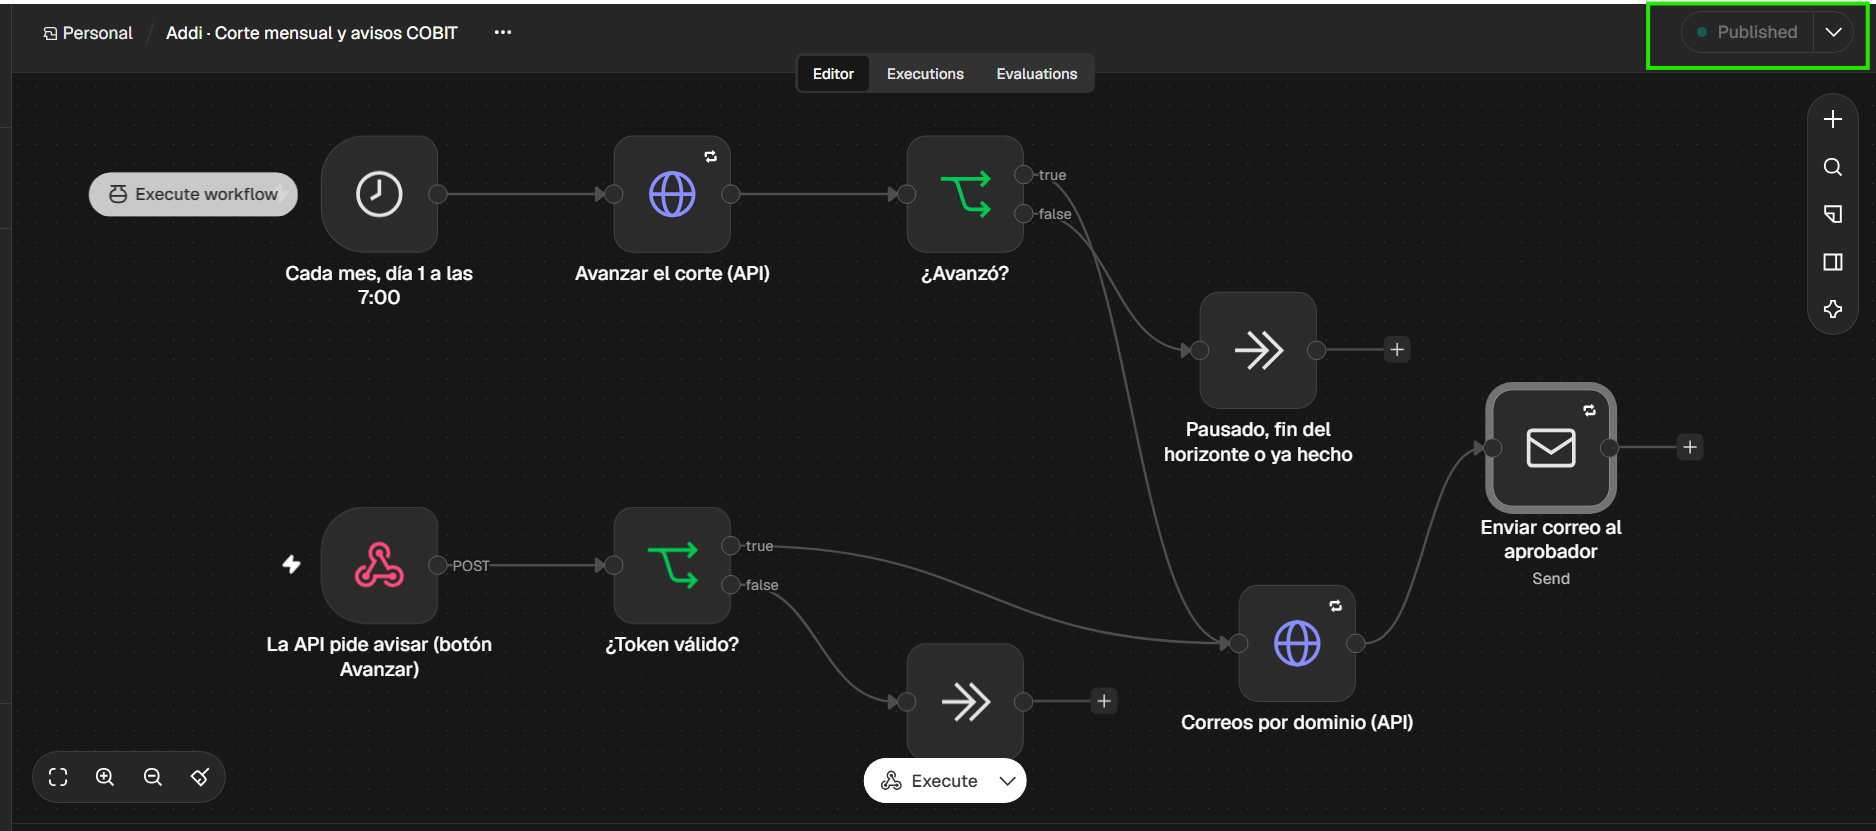 Personal / Addi · Corte mensual y avisos COBIT ...
Published
Editor Executions Evaluations
Execute workflow
true
false
Cada mes, día 1 a las
7:00
Avanzar el corte (API)
¿Avanzó?
Pausado, fin del
horizonte o ya hecho
Enviar correo al
aprobador
Send
POST
true
false
La API pide avisar (botón
Avanzar)
¿Token válido?
Correos por dominio (API)
Execute